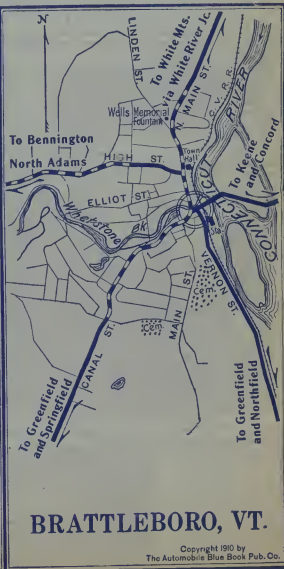 N
LINDEN ST.
To White Mts.
via White River Jc.
MAIN ST.
C.V.R.R.
CONNECTICUT RIVER
Wells Memorial
Fountain
To Bennington
North Adams
HIGH ST.
Town
Hall
To Keene
and Concord
ELLIOT ST.
Whetstone Bk
Sta.
MAIN ST.
VERNON ST.
Cem.
Cem.
CANAL ST.
To Greenfield
and Springfield
To Greenfield
and Northfield
BRATTLEBORO, VT.
Copyright 1910 by
The Automobile Blue Book Pub. Co.